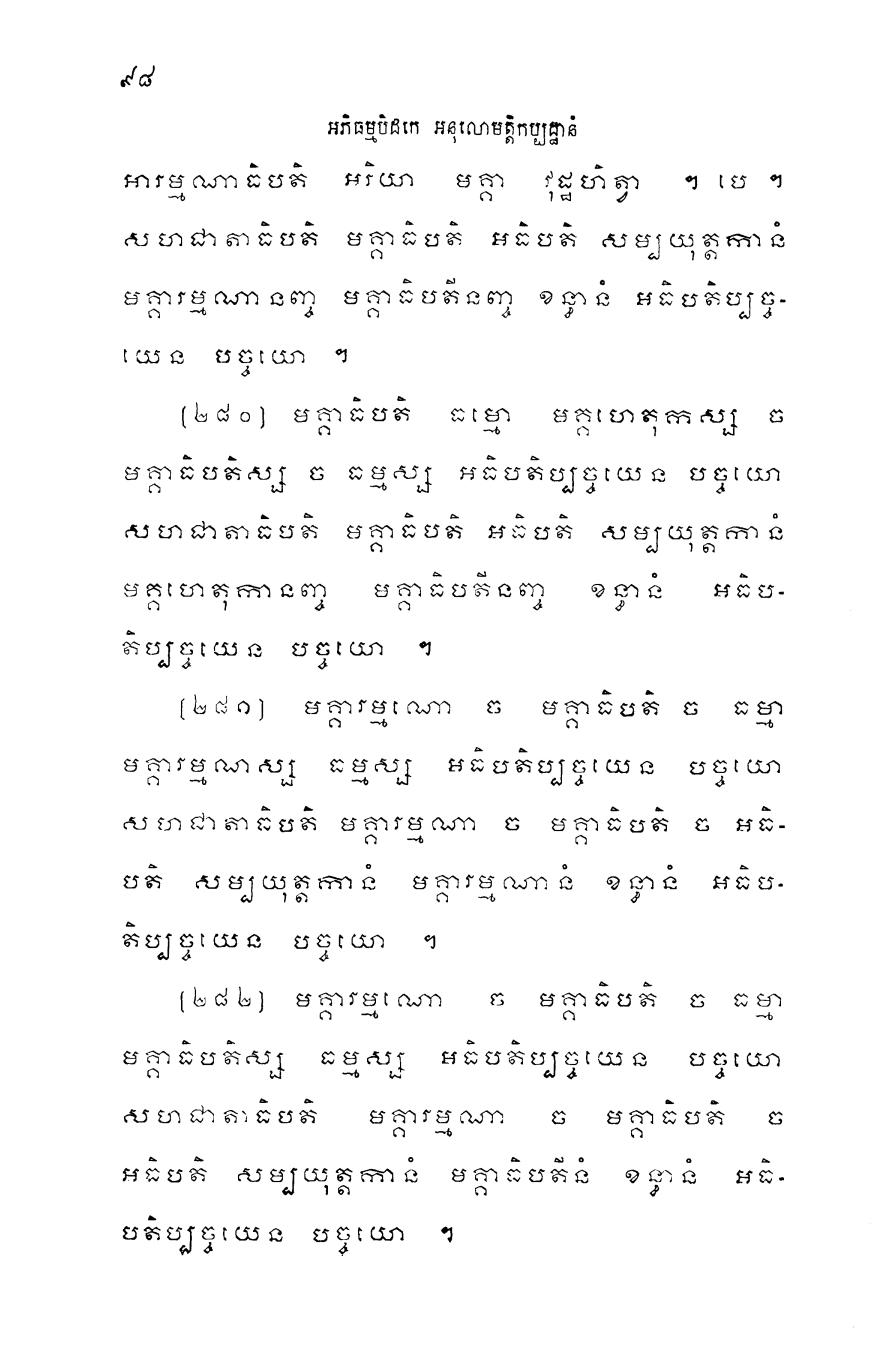 ៩៨
អភិធម្មបិដកេ អនុលោមត្តិកប្បដ្ឋានំ
អារម្មណាធិបតិ អរិយា មគ្គា វុដ្ឋហិត្វា ។ បេ ។
សហជាតាធិបតិ មគ្គាធិបតិ អធិបតិ សម្បយុត្តកានំ
មគ្គារម្មណានញ្ច មគ្គាធិបតីនញ្ច ខន្ធានំ អធិបតិប្បច្ច-
យេន បច្ចយោ ។
(២៨០) មគ្គាធិបតិ ធម្មោ មគ្គហេតុកស្ស ច
មគ្គាធិបតិស្ស ច ធម្មស្ស អធិបតិប្បច្ចយេន បច្ចយោ
សហជាតាធិបតិ មគ្គាធិបតិ អធិបតិ សម្បយុត្តកានំ
មគ្គហេតុកានញ្ច មគ្គាធិបតីនញ្ច ខន្ធានំ អធិប-
តិប្បច្ចយេន បច្ចយោ ។
(២៨១) មគ្គារម្មណោ ច មគ្គាធិបតិ ច ធម្មា
មគ្គារម្មណស្ស ធម្មស្ស អធិបតិប្បច្ចយេន បច្ចយោ
សហជាតាធិបតិ មគ្គារម្មណា ច មគ្គាធិបតិ ច អធិ-
បតិ សម្បយុត្តកានំ មគ្គារម្មណានំ ខន្ធានំ អធិប-
តិប្បច្ចយេន បច្ចយោ ។
(២៨២) មគ្គារម្មណោ ច មគ្គាធិបតិ ច ធម្មា
មគ្គាធិបតិស្ស ធម្មស្ស អធិបតិប្បច្ចយេន បច្ចយោ
សហជាតាធិបតិ មគ្គារម្មណា ច មគ្គាធិបតិ ច
អធិបតិ សម្បយុត្តកានំ មគ្គាធិបតីនំ ខន្ធានំ អធិ-
បតិប្បច្ចយេន បច្ចយោ ។